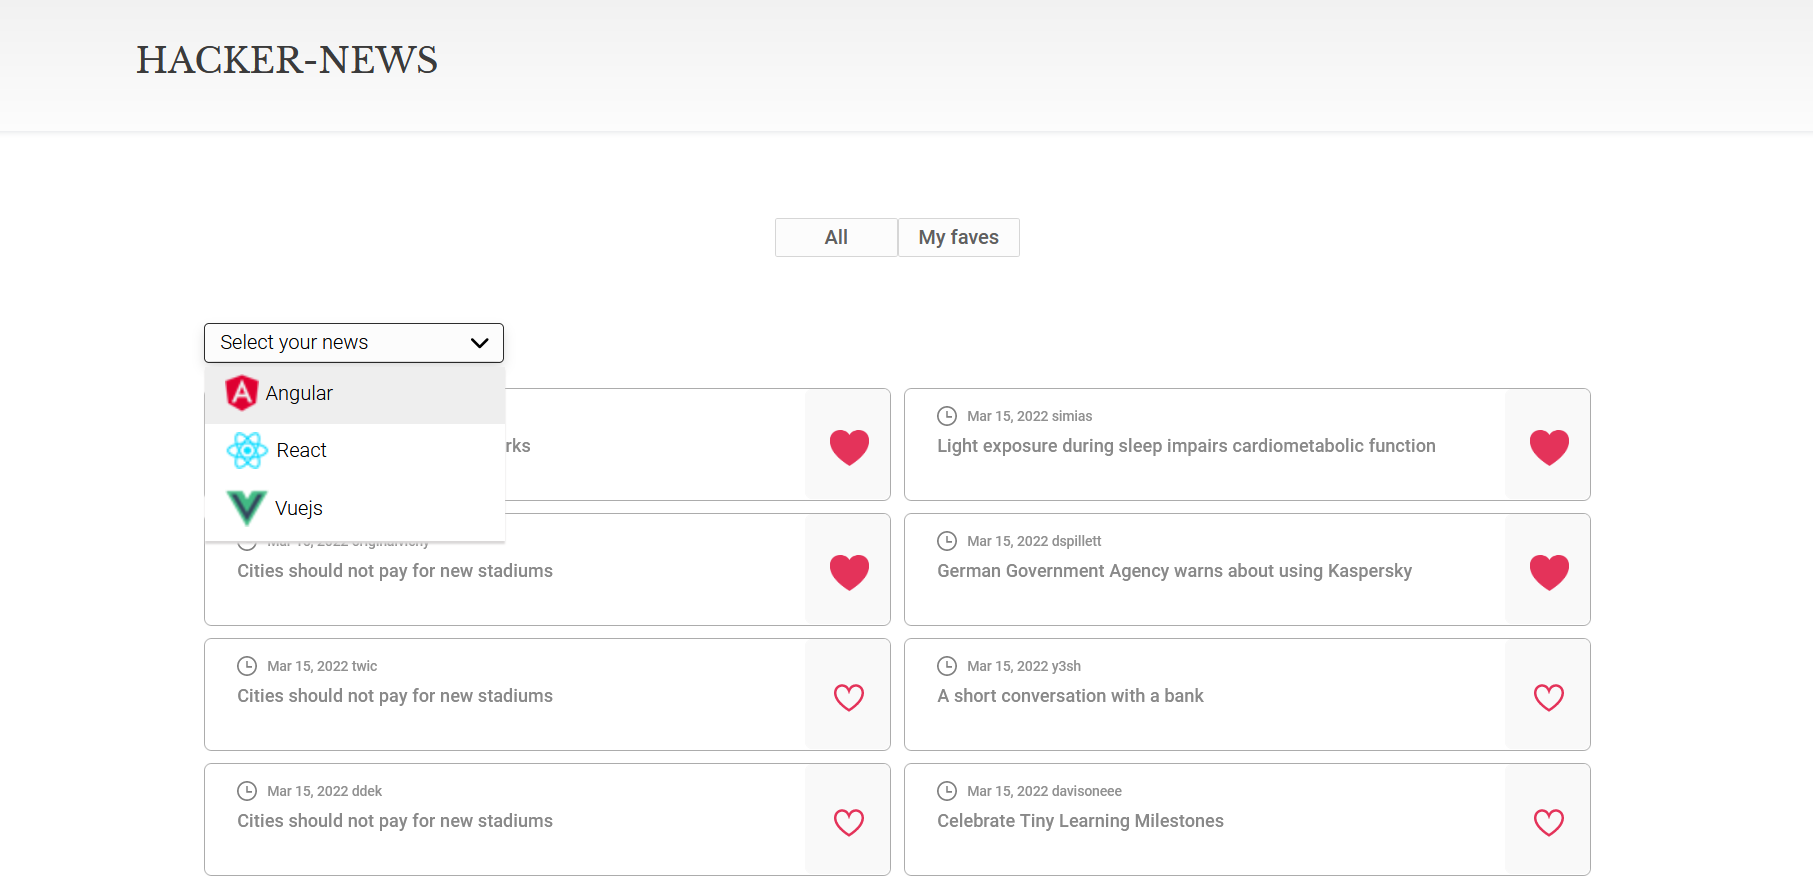 HACKER-NEWS
All
My faves
Select your news
Angular
React
Vuejs
rks
Mar 15, 2022 simias
Light exposure during sleep impairs cardiometabolic function
Mar 15, 2022
Cities should not pay for new stadiums
Mar 15, 2022 dspillett
German Government Agency warns about using Kaspersky
Mar 15, 2022 twic
Cities should not pay for new stadiums
Mar 15, 2022 y3sh
A short conversation with a bank
Mar 15, 2022 ddek
Cities should not pay for new stadiums
Mar 15, 2022 davisoneee
Celebrate Tiny Learning Milestones